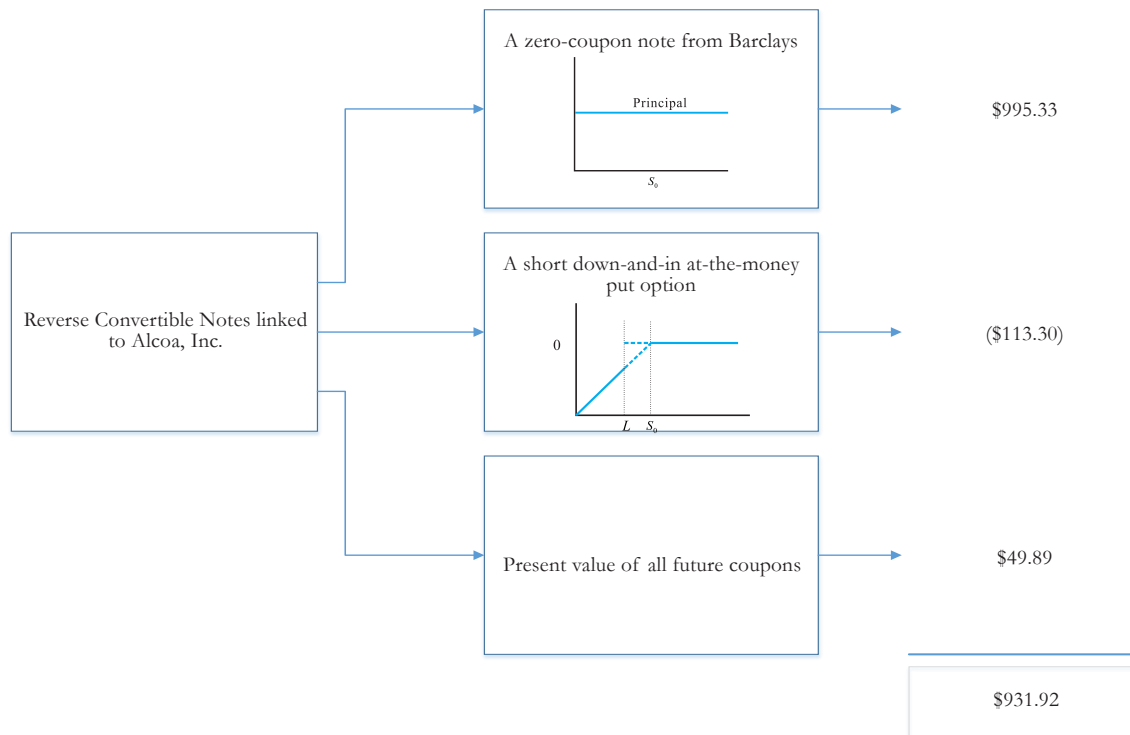 A zero-coupon note from Barclays
Principal
S₀
$995.33
Reverse Convertible Notes linked
to Alcoa, Inc.
A short down-and-in at-the-money
put option
0
L S₀
($113.30)
Present value of all future coupons
$49.89
$931.92